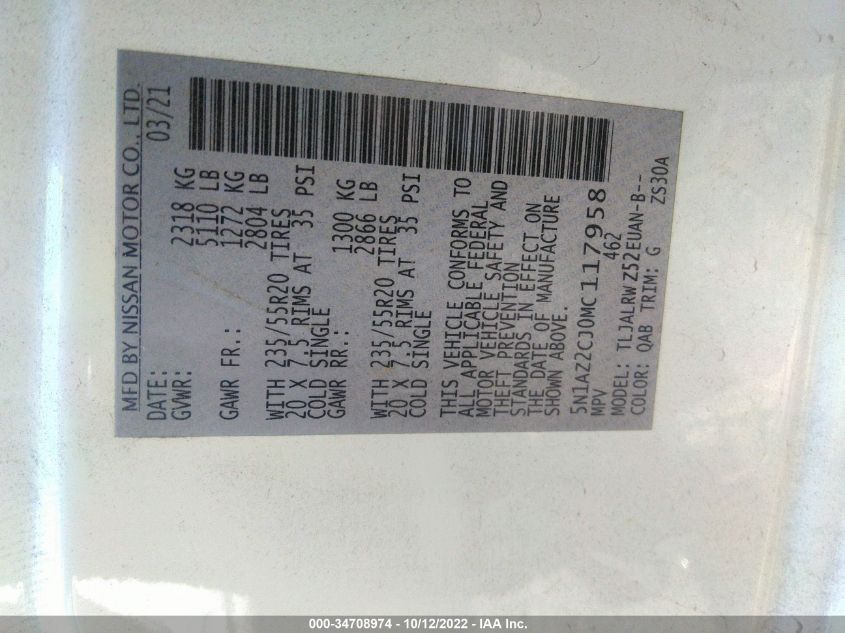 MFD BY NISSAN MOTOR CO., LTD.
DATE: 03/21
GVWR: 2318 KG
5110 LB
GAWR FR.: 1272 KG
2804 LB
WITH 235/55R20 TIRES
20 X 7.5 RIMS AT 35 PSI
COLD SINGLE
GAWR RR.: 1300 KG
2866 LB
WITH 235/55R20 TIRES
20 X 7.5 RIMS AT 35 PSI
COLD SINGLE
THIS VEHICLE CONFORMS TO
ALL APPLICABLE FEDERAL
MOTOR VEHICLE SAFETY AND
THEFT PREVENTION
STANDARDS IN EFFECT ON
THE DATE OF MANUFACTURE
SHOWN ABOVE.
5N1AZ2CJ0MC117958
MPV 462
MODEL: TLJALRWZ52EUAN-B--
COLOR: QAB TRIM: G ZS30A
000-34708974 - 10/12/2022 - IAA Inc.